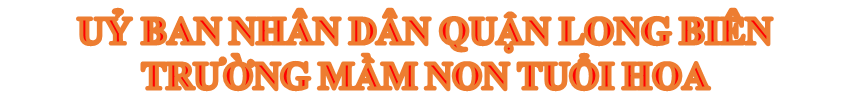 UỶ BAN NHÂN DÂN QUẬN LONG BIÊN
TRƯỜNG MẦM NON TUỔI HOA